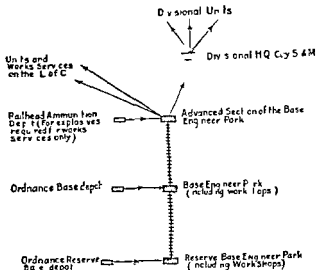 Divisional Units
Divisional HQ Coy S & M
Units and
Works Services
on the L of C
Railhead Ammunition
Dept (For explosives
required for works
services only)
Advanced Section of the Base
Engineer Park
Ordnance Base depot
Base Engineer Park
(including work shops)
Ordnance Reserve
Base depot
Reserve Base Engineer Park
(Including Workshops)